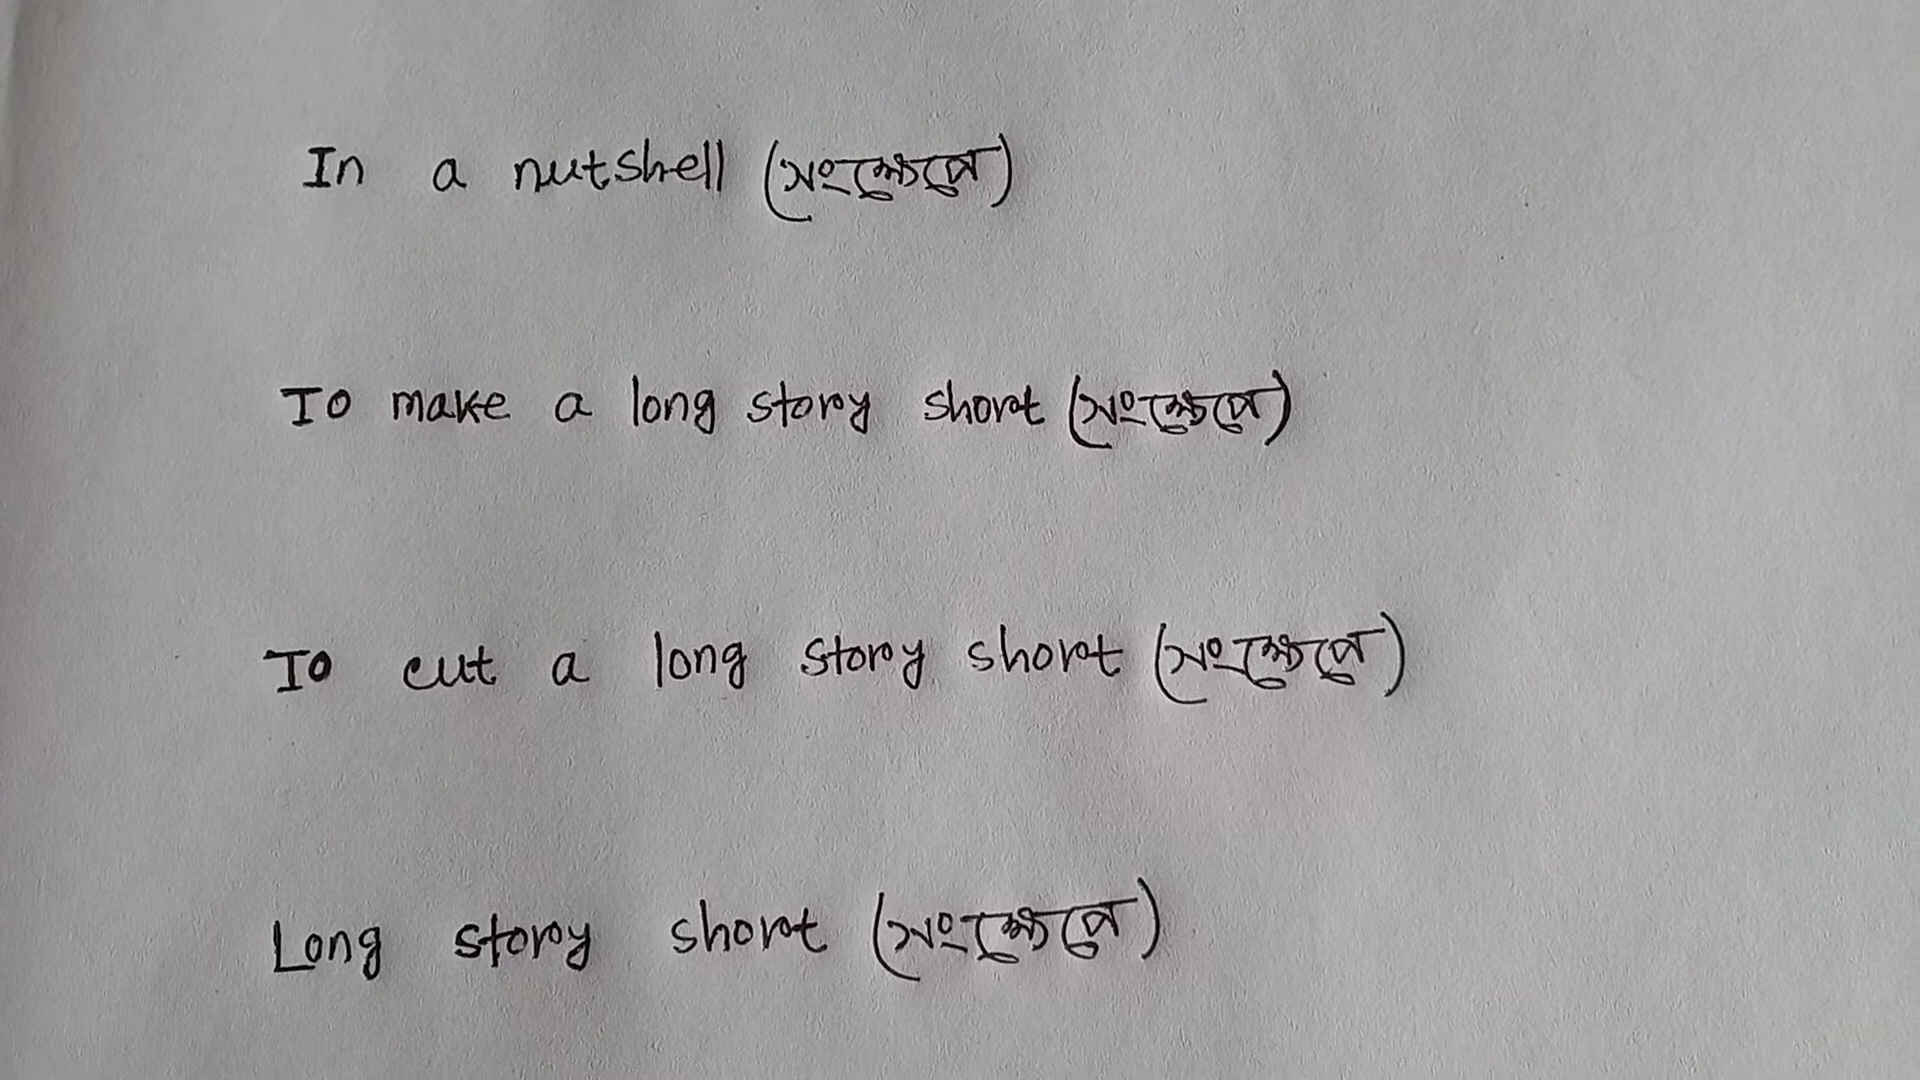 In a nutshell (সংক্ষেপে)
To make a long story short (সংক্ষেপে)
To cut a long story short (সংক্ষেপে)
Long story short (সংক্ষেপে)